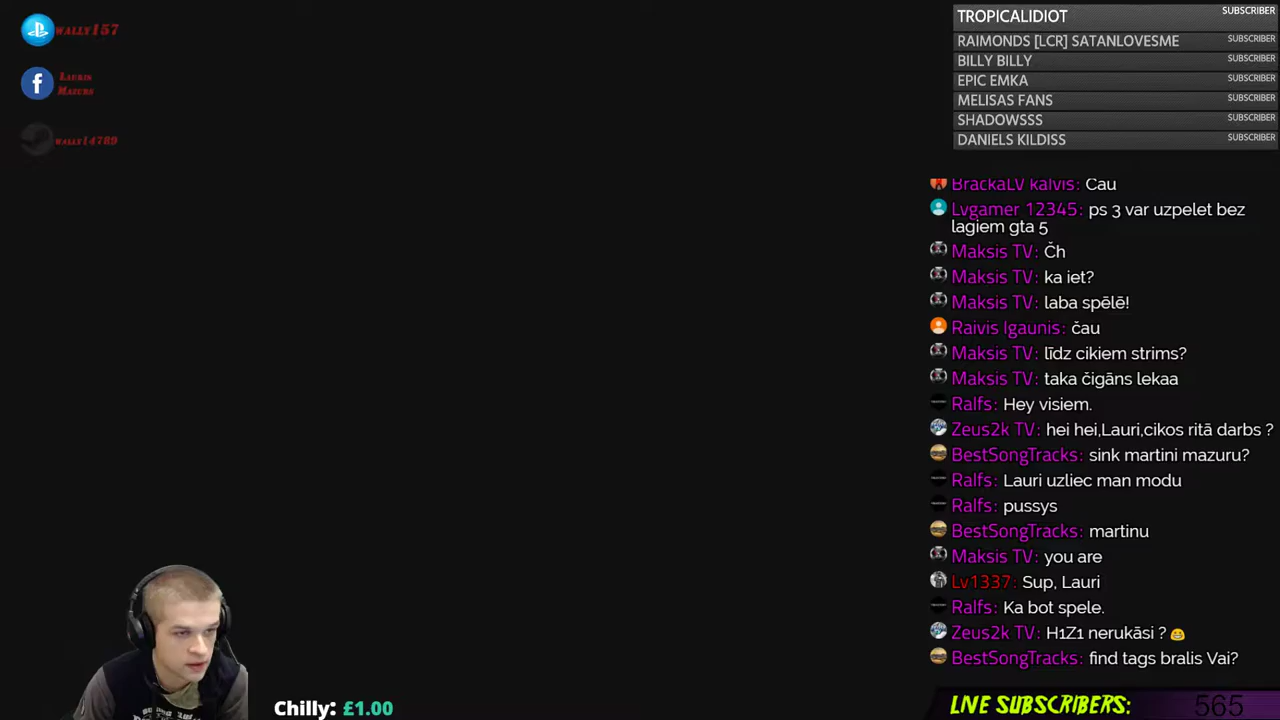 wally157
Lauris
Mazurs
wally14789
TROPICALIDIOT SUBSCRIBER
RAIMONDS [LCR] SATANLOVESME SUBSCRIBER
BILLY BILLY SUBSCRIBER
EPIC EMKA SUBSCRIBER
MELISAS FANS SUBSCRIBER
SHADOWSSS SUBSCRIBER
DANIELS KILDISS SUBSCRIBER
BrackaLV kalvis: Cau
Lvgamer 12345: ps 3 var uzpelet bez
lagiem gta 5
Maksis TV: Čh
Maksis TV: ka iet?
Maksis TV: laba spēlē!
Raivis Igaunis: čau
Maksis TV: līdz cikiem strims?
Maksis TV: taka čigāns lekaa
Ralfs: Hey visiem.
Zeus2k TV: hei hei,Lauri,cikos ritā darbs ?
BestSongTracks: sink martini mazuru?
Ralfs: Lauri uzliec man modu
Ralfs: pussys
BestSongTracks: martinu
Maksis TV: you are
Lv1337: Sup, Lauri
Ralfs: Ka bot spele.
Zeus2k TV: H1Z1 nerukāsi ? 😄
BestSongTracks: find tags bralis Vai?
LIVE SUBSCRIBERS: 565
Chilly: £1.00